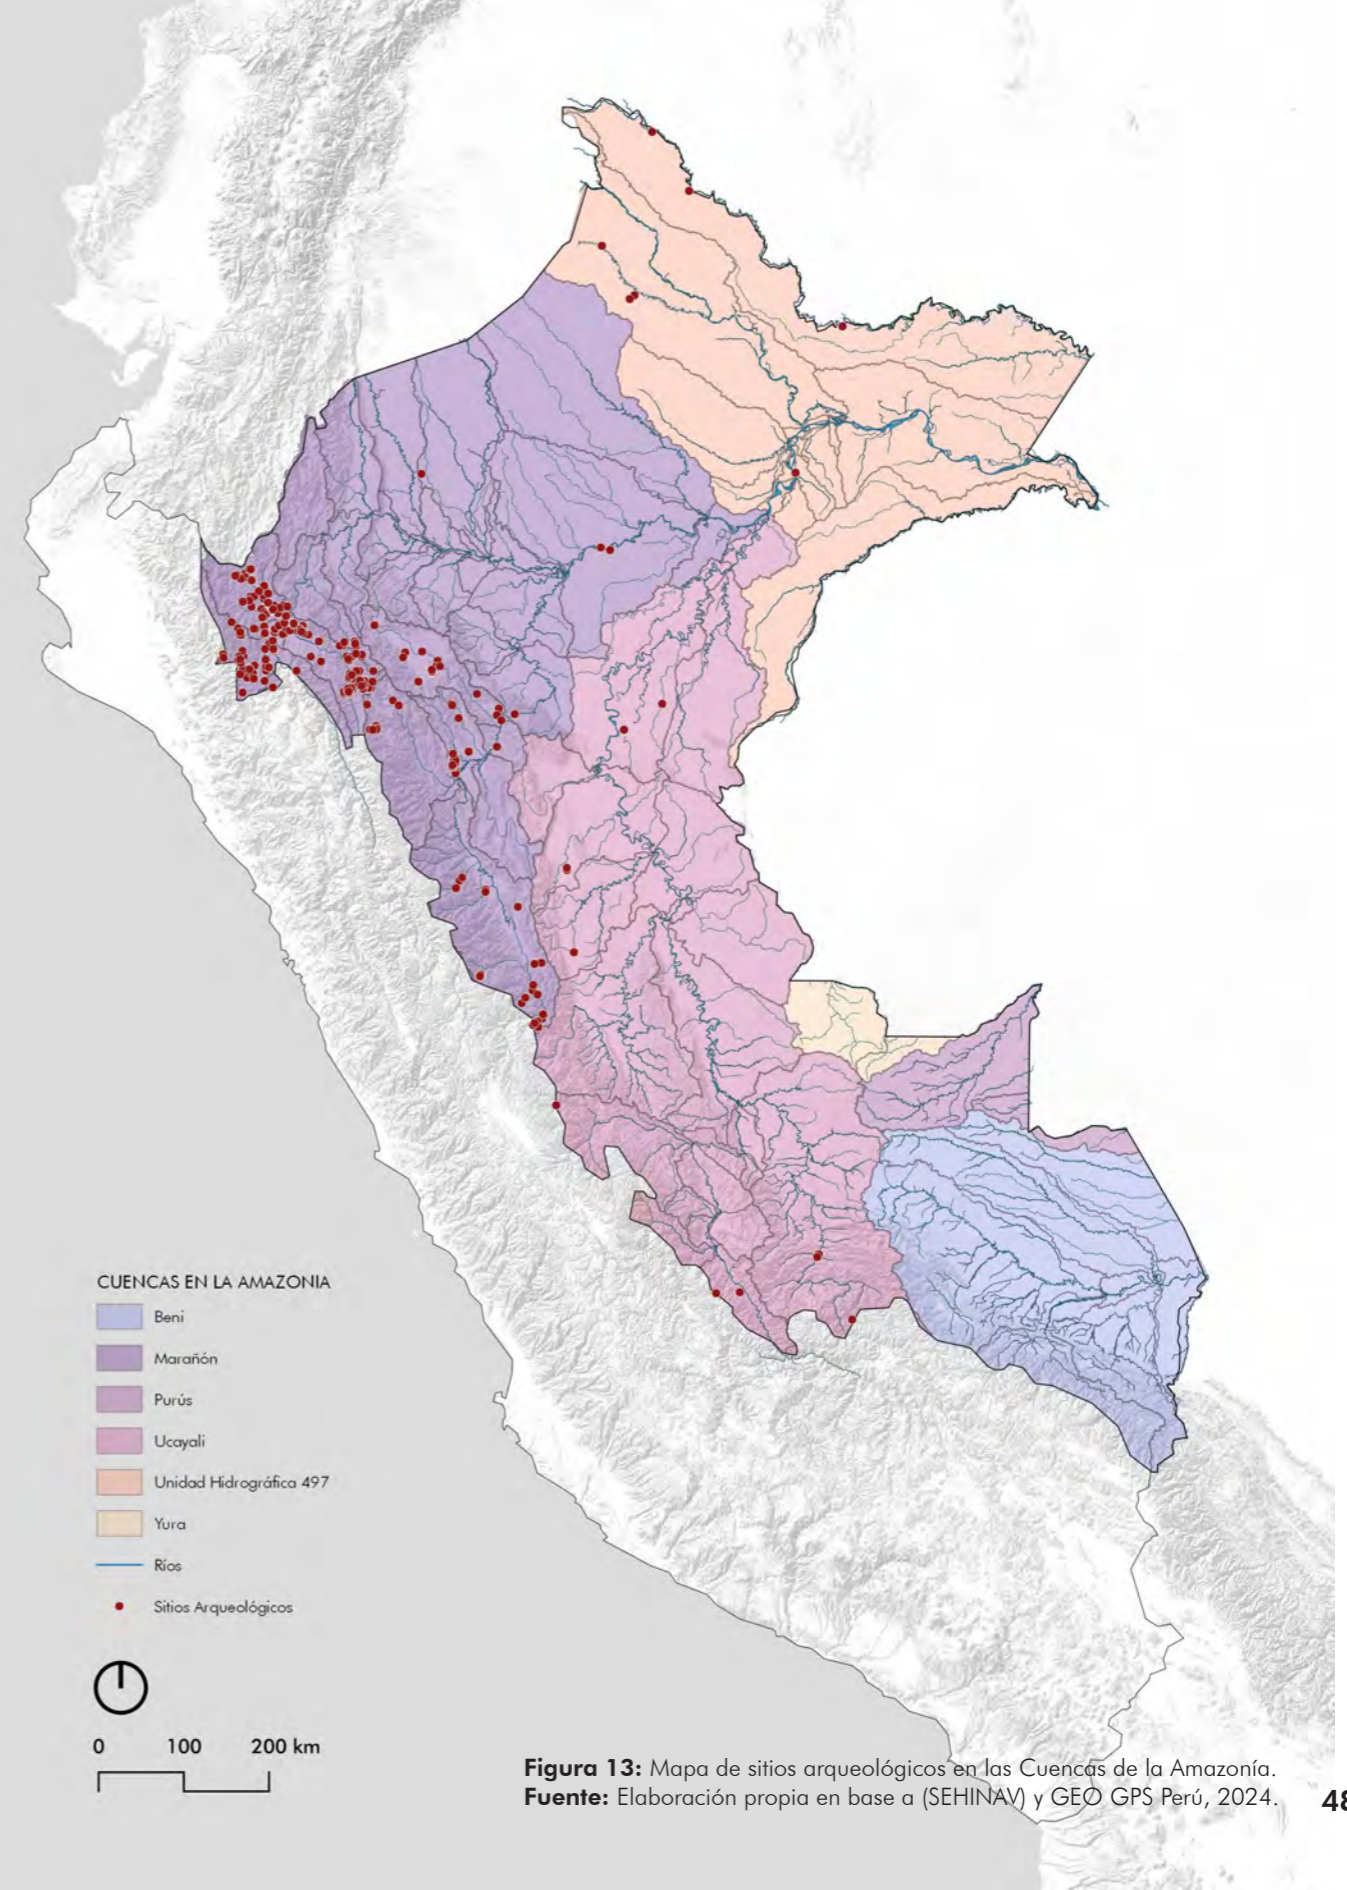 CUENCAS EN LA AMAZONIA
Beni
Marañón
Purús
Ucayali
Unidad Hidrográfica 497
Yura
Ríos
Sitios Arqueológicos
0 100 200 km
Figura 13: Mapa de sitios arqueológicos en las Cuencas de la Amazonía.
Fuente: Elaboración propia en base a (SEHINAV) y GEO GPS Perú, 2024.
48